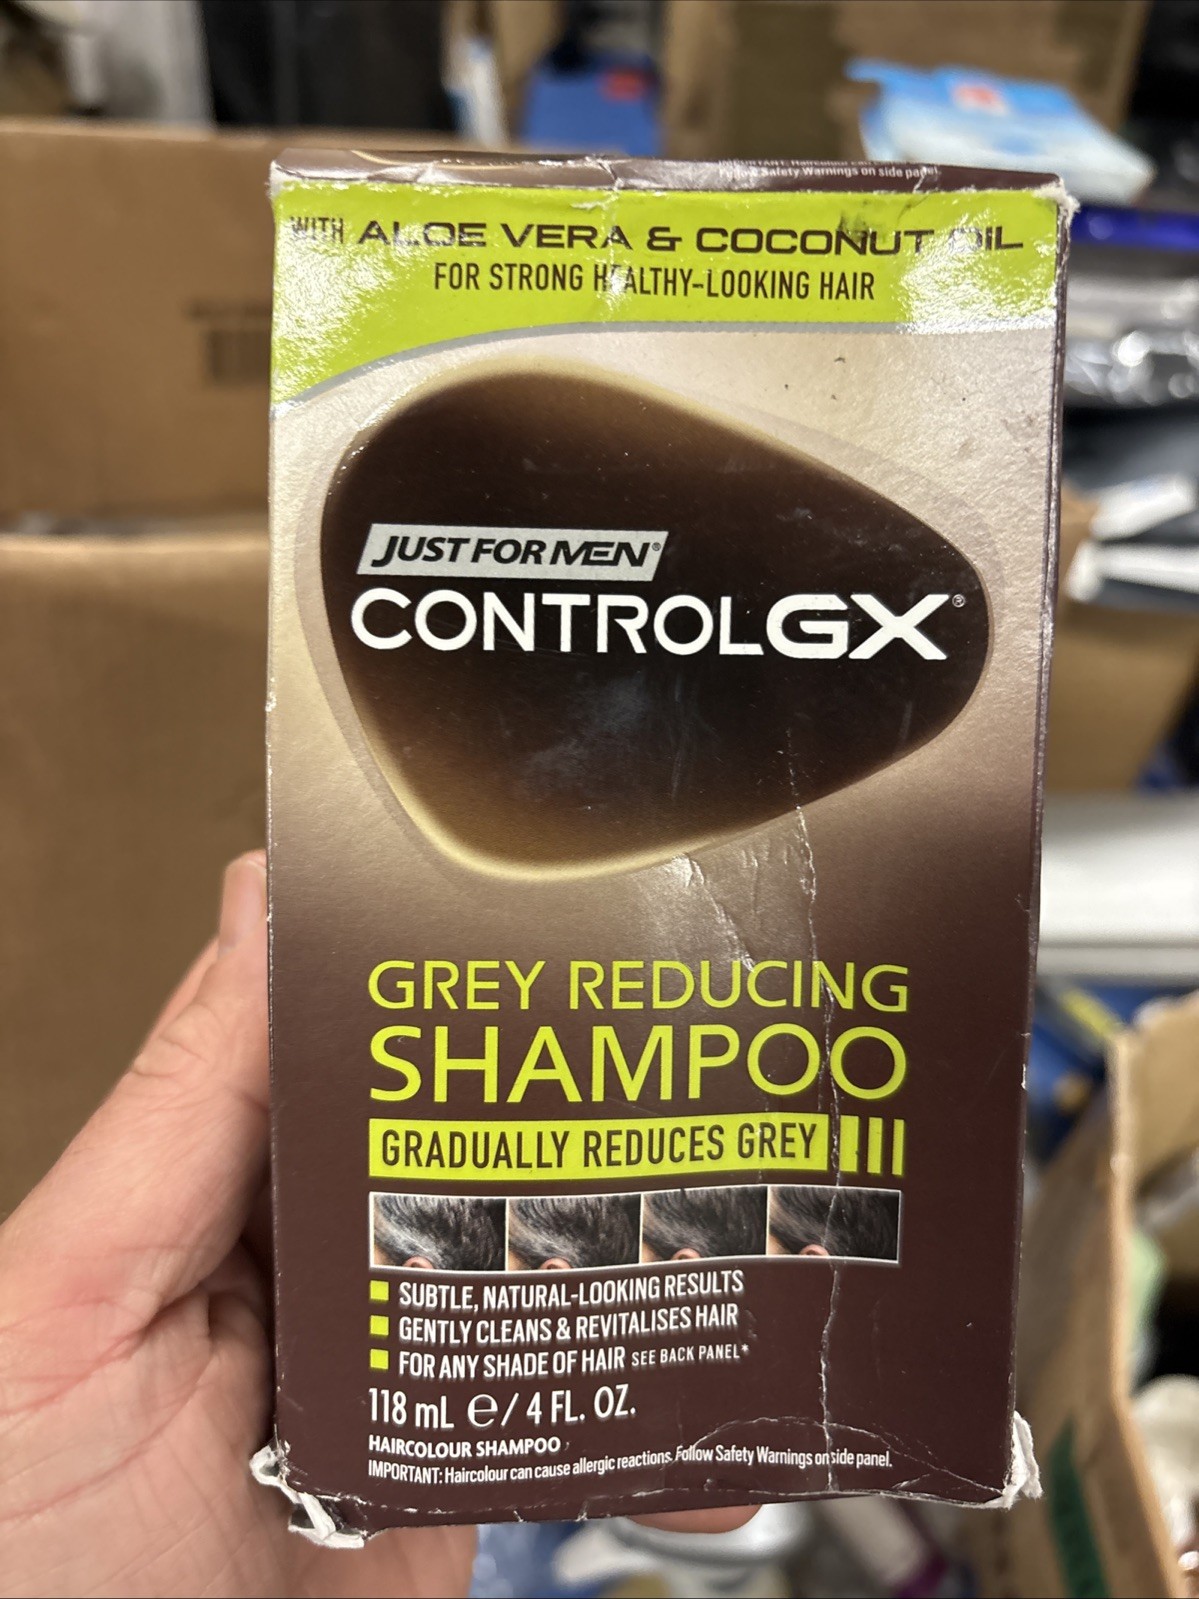 Safety Warnings on side panel
WITH ALOE VERA & COCONUT OIL
FOR STRONG HEALTHY-LOOKING HAIR
JUST FOR MEN®
CONTROLGX®
GREY REDUCING
SHAMPOO
GRADUALLY REDUCES GREY
SUBTLE, NATURAL-LOOKING RESULTS
GENTLY CLEANS & REVITALISES HAIR
FOR ANY SHADE OF HAIR SEE BACK PANEL*
118 mL ℮/4 FL. OZ.
HAIRCOLOUR SHAMPOO
IMPORTANT: Haircolour can cause allergic reactions. Follow Safety Warnings on side panel.